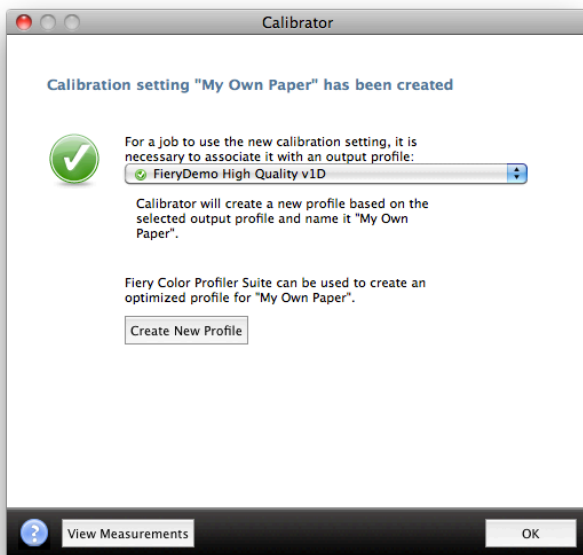 Calibrator
Calibration setting "My Own Paper" has been created
For a job to use the new calibration setting, it is
necessary to associate it with an output profile:
FieryDemo High Quality v1D
Calibrator will create a new profile based on the
selected output profile and name it "My Own
Paper".
Fiery Color Profiler Suite can be used to create an
optimized profile for "My Own Paper".
Create New Profile
?
View Measurements
OK